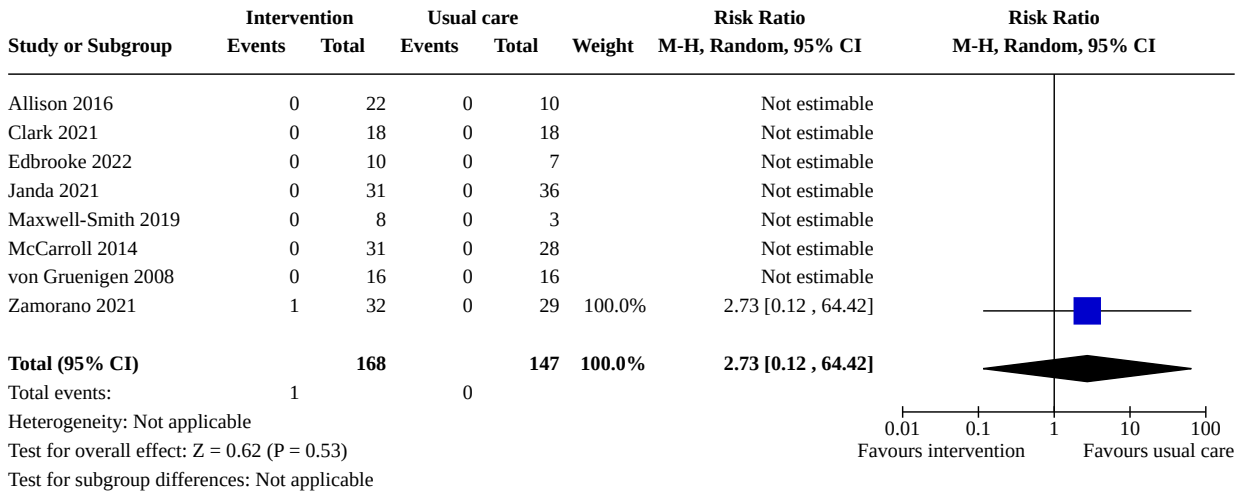 Intervention Usual care Risk Ratio Risk Ratio
Study or Subgroup Events Total Events Total Weight M-H, Random, 95% CI M-H, Random, 95% CI
Allison 2016 0 22 0 10 Not estimable
Clark 2021 0 18 0 18 Not estimable
Edbrooke 2022 0 10 0 7 Not estimable
Janda 2021 0 31 0 36 Not estimable
Maxwell-Smith 2019 0 8 0 3 Not estimable
McCarroll 2014 0 31 0 28 Not estimable
von Gruenigen 2008 0 16 0 16 Not estimable
Zamorano 2021 1 32 0 29 100.0% 2.73 [0.12 , 64.42]
Total (95% CI) 168 147 100.0% 2.73 [0.12 , 64.42]
Total events: 1 0
Heterogeneity: Not applicable
0.01 0.1 1 10 100
Test for overall effect: Z = 0.62 (P = 0.53) Favours intervention Favours usual care
Test for subgroup differences: Not applicable